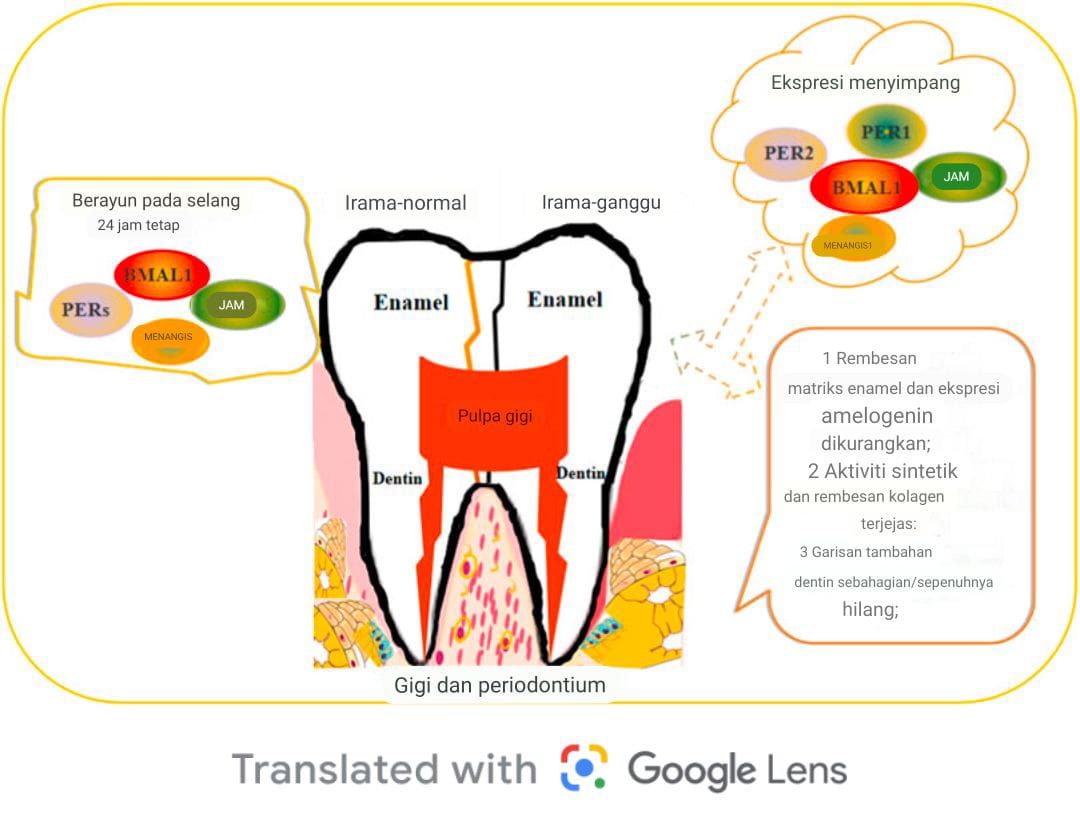 Ekspresi menyimpang
PER1
PER2
JAM
BMAL1
MENANGIS1
Berayun pada selang
24 jam tetap
BMAL1
PERs
JAM
MENANGIS
Irama-normal
Irama-ganggu
Enamel
Enamel
Pulpa gigi
Dentin
Dentin
1 Rembesan
matriks enamel dan ekspresi
amelogenin
dikurangkan;
2 Aktiviti sintetik
dan rembesan kolagen
terjejas:
3 Garisan tambahan
dentin sebahagian/sepenuhnya
hilang;
Gigi dan periodontium
Translated with Google Lens